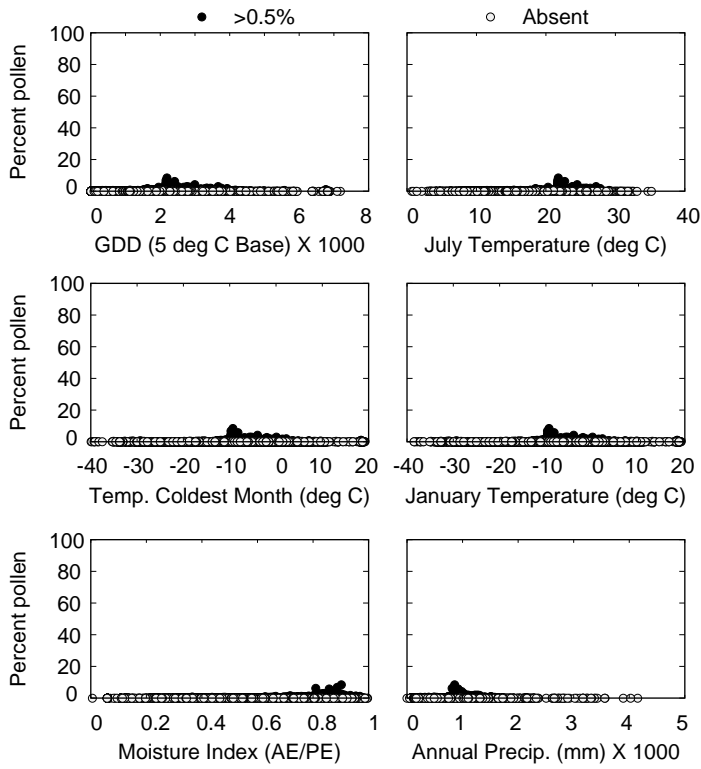 >0.5% Absent
100
80
60
40
20
0
Percent pollen
0 2 4 6 8
GDD (5 deg C Base) X 1000
0 10 20 30 40
July Temperature (deg C)
100
80
60
40
20
0
Percent pollen
-40 -30 -20 -10 0 10 20
Temp. Coldest Month (deg C)
-40 -30 -20 -10 0 10 20
January Temperature (deg C)
100
80
60
40
20
0
Percent pollen
0 0.2 0.4 0.6 0.8 1
Moisture Index (AE/PE)
0 1 2 3 4 5
Annual Precip. (mm) X 1000